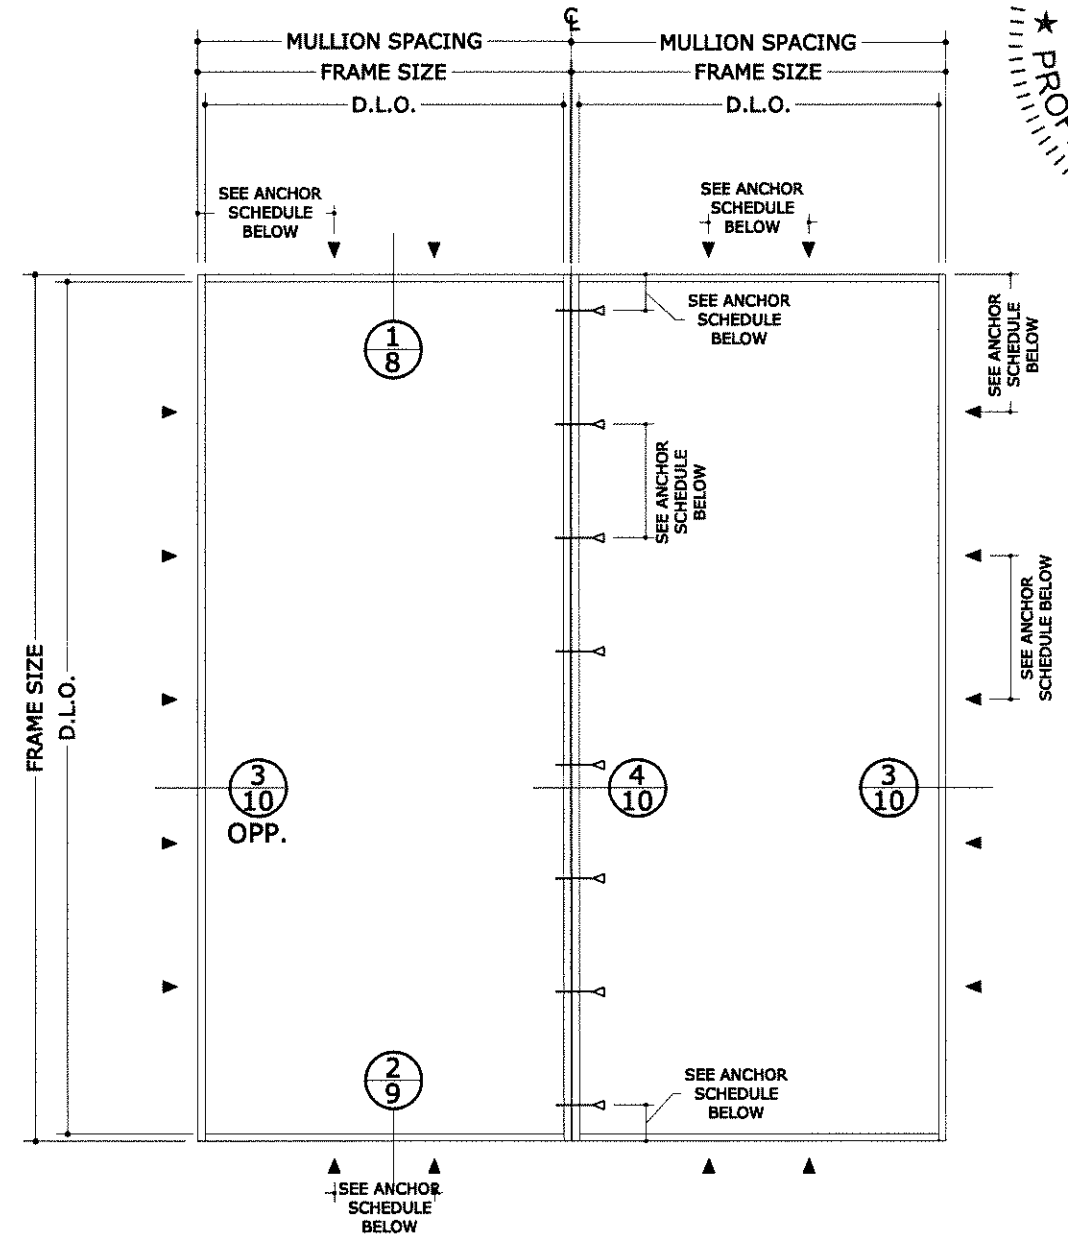 ℄
MULLION SPACING MULLION SPACING
FRAME SIZE FRAME SIZE
D.L.O. D.L.O.
★ PROF
SEE ANCHOR
SCHEDULE
BELOW
SEE ANCHOR
SCHEDULE
BELOW
SEE ANCHOR
SCHEDULE
BELOW
SEE ANCHOR
SCHEDULE
BELOW
1
8
SEE ANCHOR
SCHEDULE
BELOW
SEE ANCHOR
SCHEDULE BELOW
FRAME SIZE
D.L.O.
3
10
OPP.
4
10
3
10
2
9
SEE ANCHOR
SCHEDULE
BELOW
SEE ANCHOR
SCHEDULE
BELOW